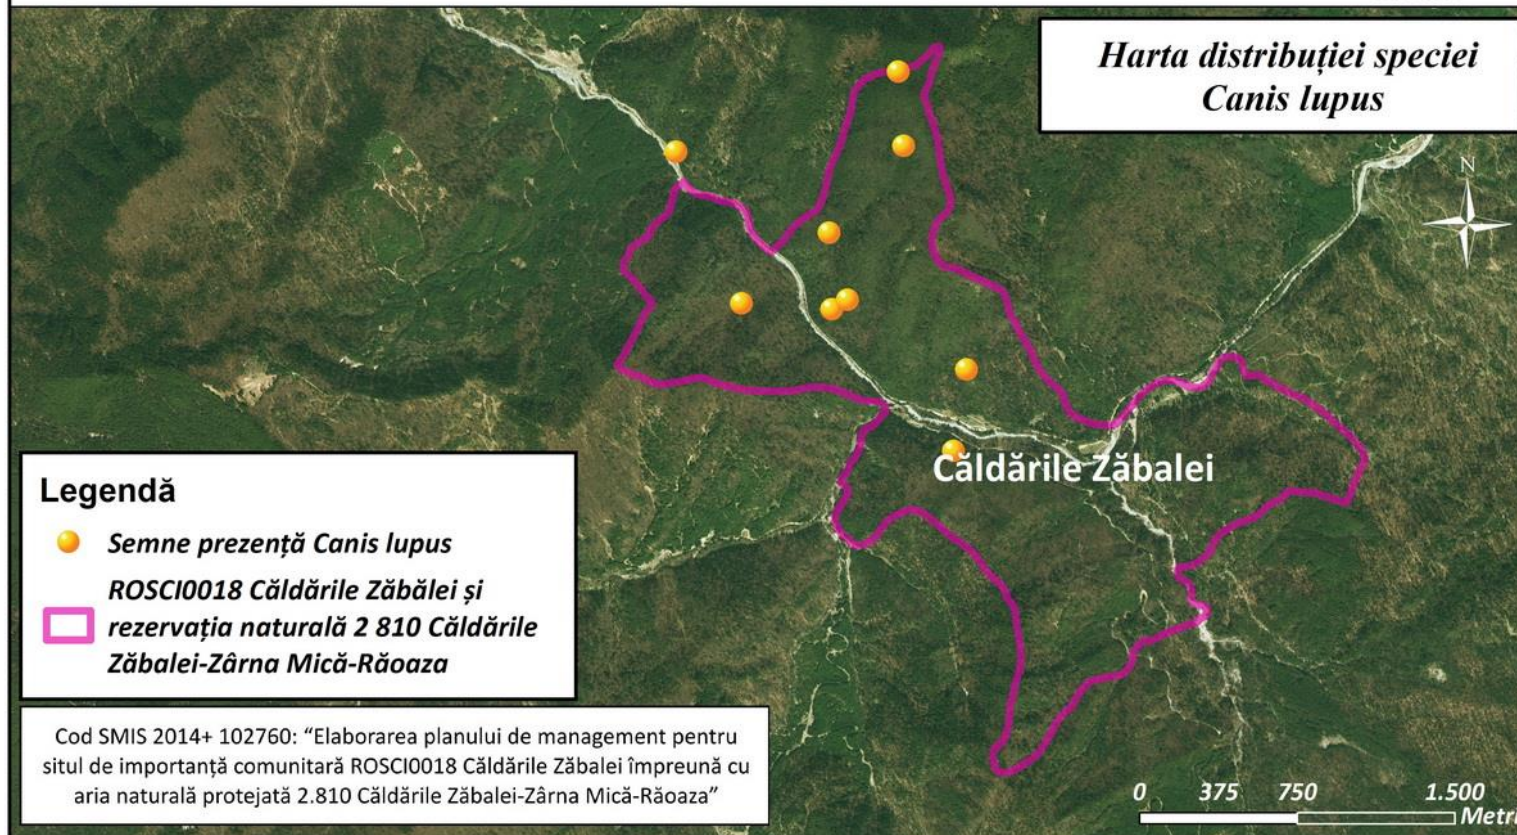 Harta distribuției speciei
Canis lupus
N
Căldările Zăbalei
Legendă
Semne prezență Canis lupus
ROSCI0018 Căldările Zăbălei și
rezervația naturală 2 810 Căldările
Zăbalei-Zârna Mică-Răoaza
Cod SMIS 2014+ 102760: “Elaborarea planului de management pentru
situl de importanță comunitară ROSCI0018 Căldările Zăbalei împreună cu
aria naturală protejată 2.810 Căldările Zăbalei-Zârna Mică-Răoaza”
0 375 750 1.500